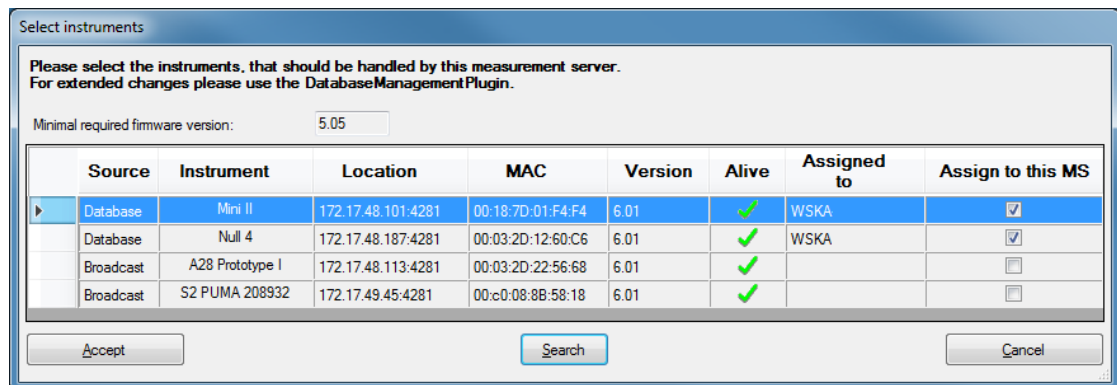 Select instruments
Please select the instruments, that should be handled by this measurement server.
For extended changes please use the DatabaseManagementPlugin.
Minimal required firmware version: 5.05
Source Instrument Location MAC Version Alive Assigned to Assign to this MS
Database Mini II 172.17.48.101:4281 00:18:7D:01:F4:F4 6.01 WSKA
Database Null 4 172.17.48.187:4281 00:03:2D:12:60:C6 6.01 WSKA
Broadcast A28 Prototype I 172.17.48.113:4281 00:03:2D:22:56:68 6.01
Broadcast S2 PUMA 208932 172.17.49.45:4281 00:c0:08:8B:58:18 6.01
Accept Search Cancel